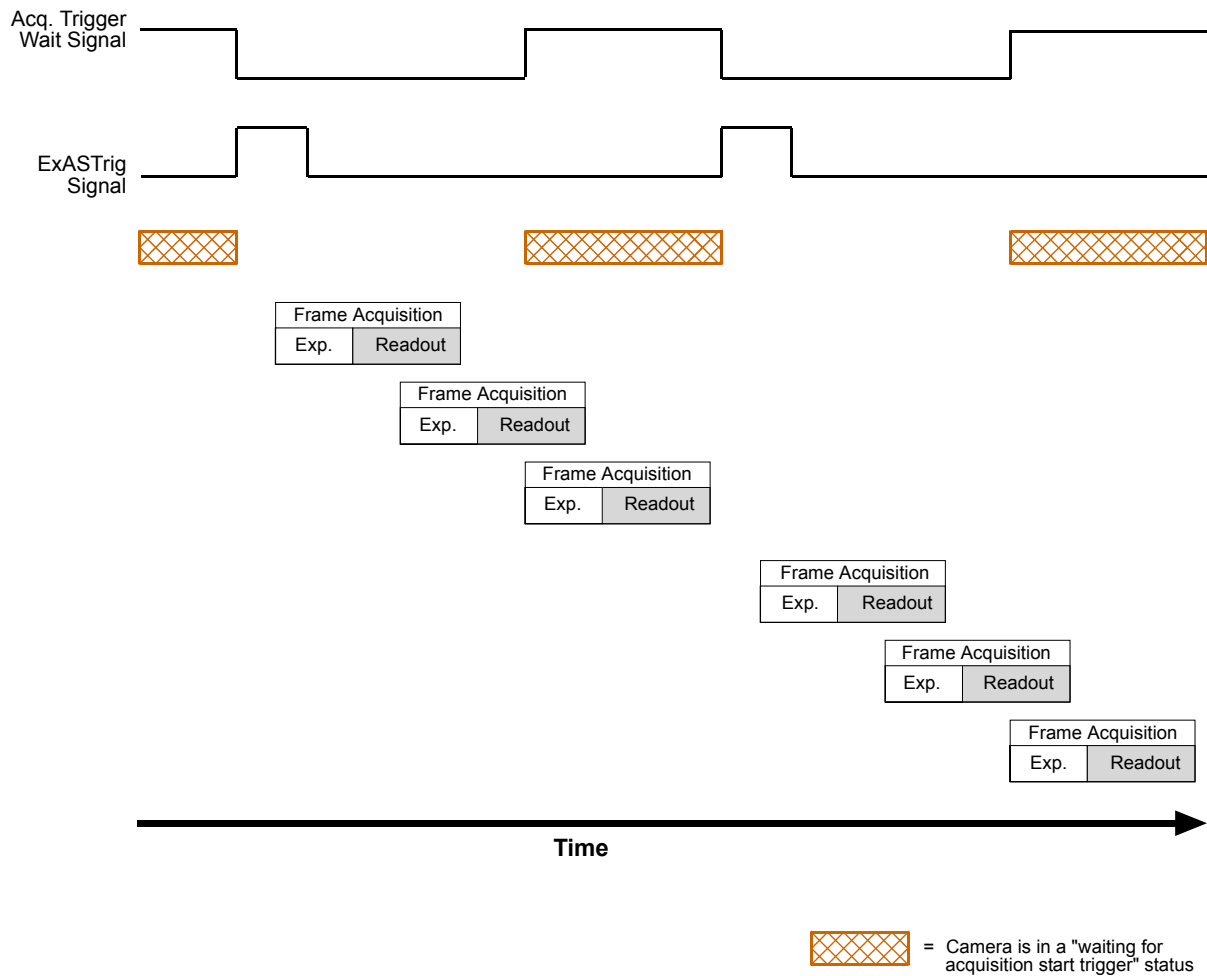 Acq. Trigger
Wait Signal
ExASTrig
Signal
Frame Acquisition
Exp. Readout
Frame Acquisition
Exp. Readout
Frame Acquisition
Exp. Readout
Frame Acquisition
Exp. Readout
Frame Acquisition
Exp. Readout
Frame Acquisition
Exp. Readout
Time
= Camera is in a "waiting for
acquisition start trigger" status